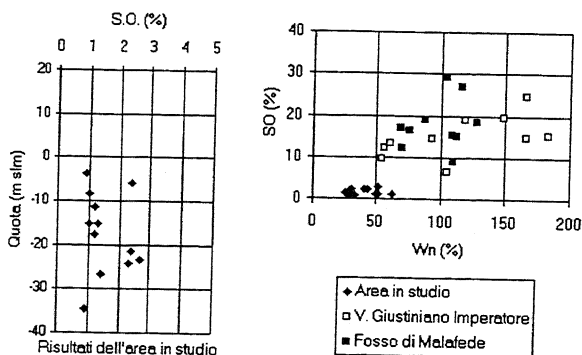 S.O. (%)
0 1 2 3 4 5
20
10
0
-10
-20
-30
-40
Quota (m slm)
Risultati dell'area in studio
40
30
20
10
0
SO (%)
0 50 100 150 200
Wn (%)
Area in studio
V. Giustiniano Imperatore
Fosso di Malafede